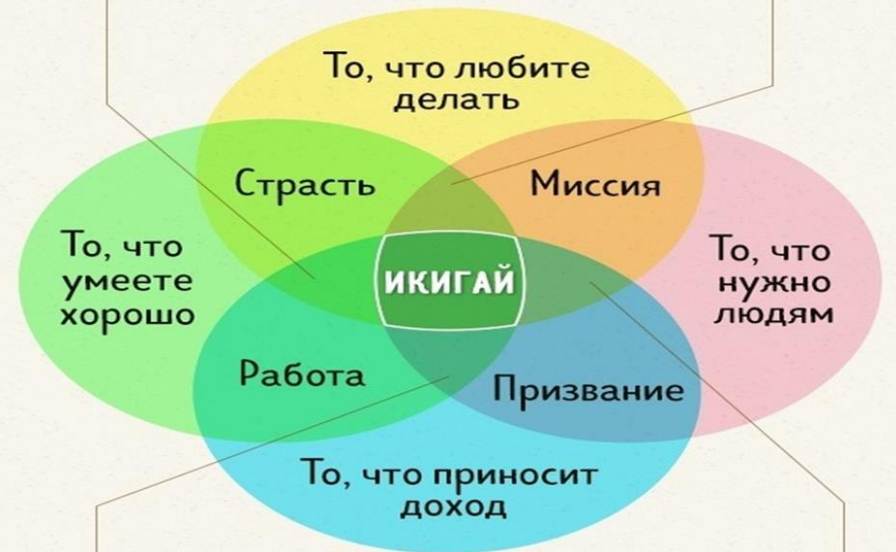 То, что любите
делать
Страсть
Миссия
То, что
умеете
хорошо
ИКИГАЙ
То, что
нужно
людям
Работа
Призвание
То, что приносит
доход